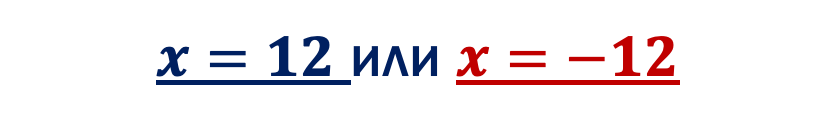 x = 12 или x = −12